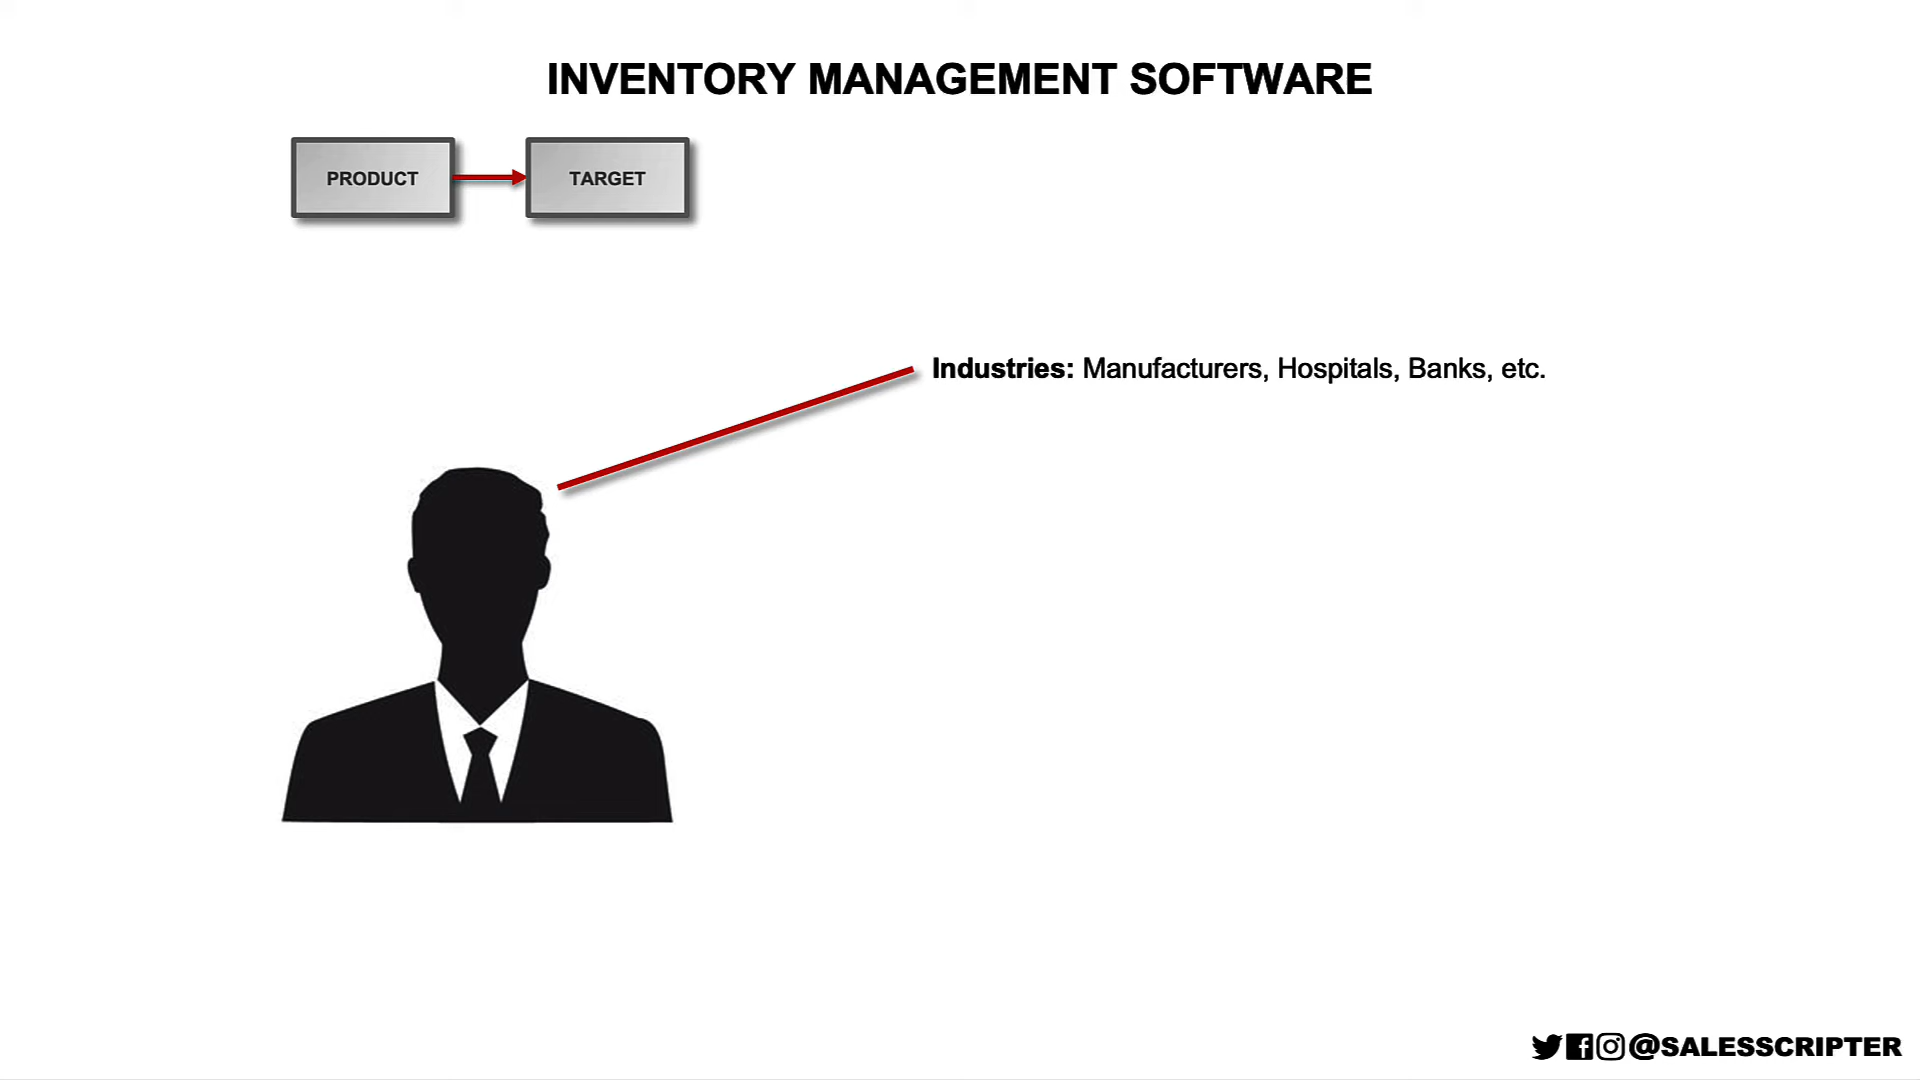 INVENTORY MANAGEMENT SOFTWARE
PRODUCT
TARGET
Industries: Manufacturers, Hospitals, Banks, etc.
@SALESSCRIPTER